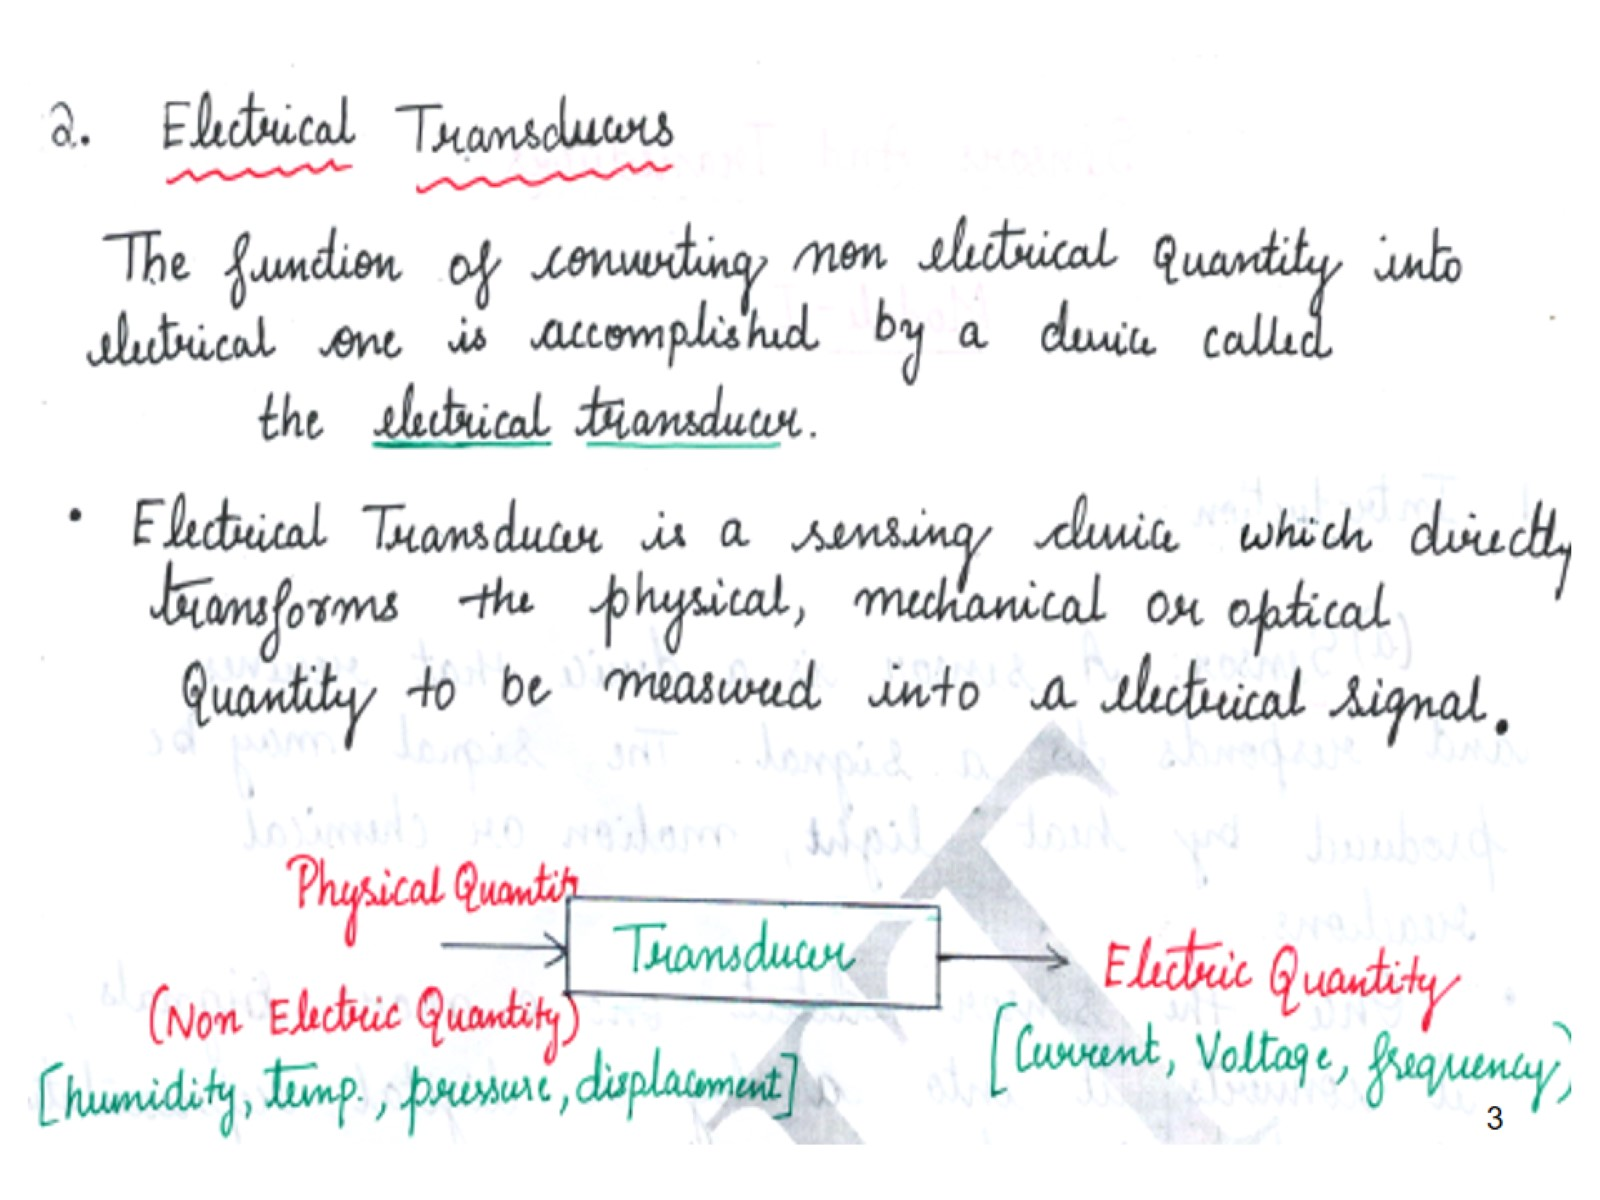 2. Electrical Transducers
The function of converting non electrical Quantity into
electrical one is accomplished by a device called
the electrical transducer.
• Electrical Transducer is a sensing device which directly
transforms the physical, mechanical or optical
Quantity to be measured into a electrical signal.
Physical Quantity
Transducer
(Non Electric Quantity)
[humidity, temp., pressure, displacement]
Electric Quantity
[Current, Voltage, frequency,
3